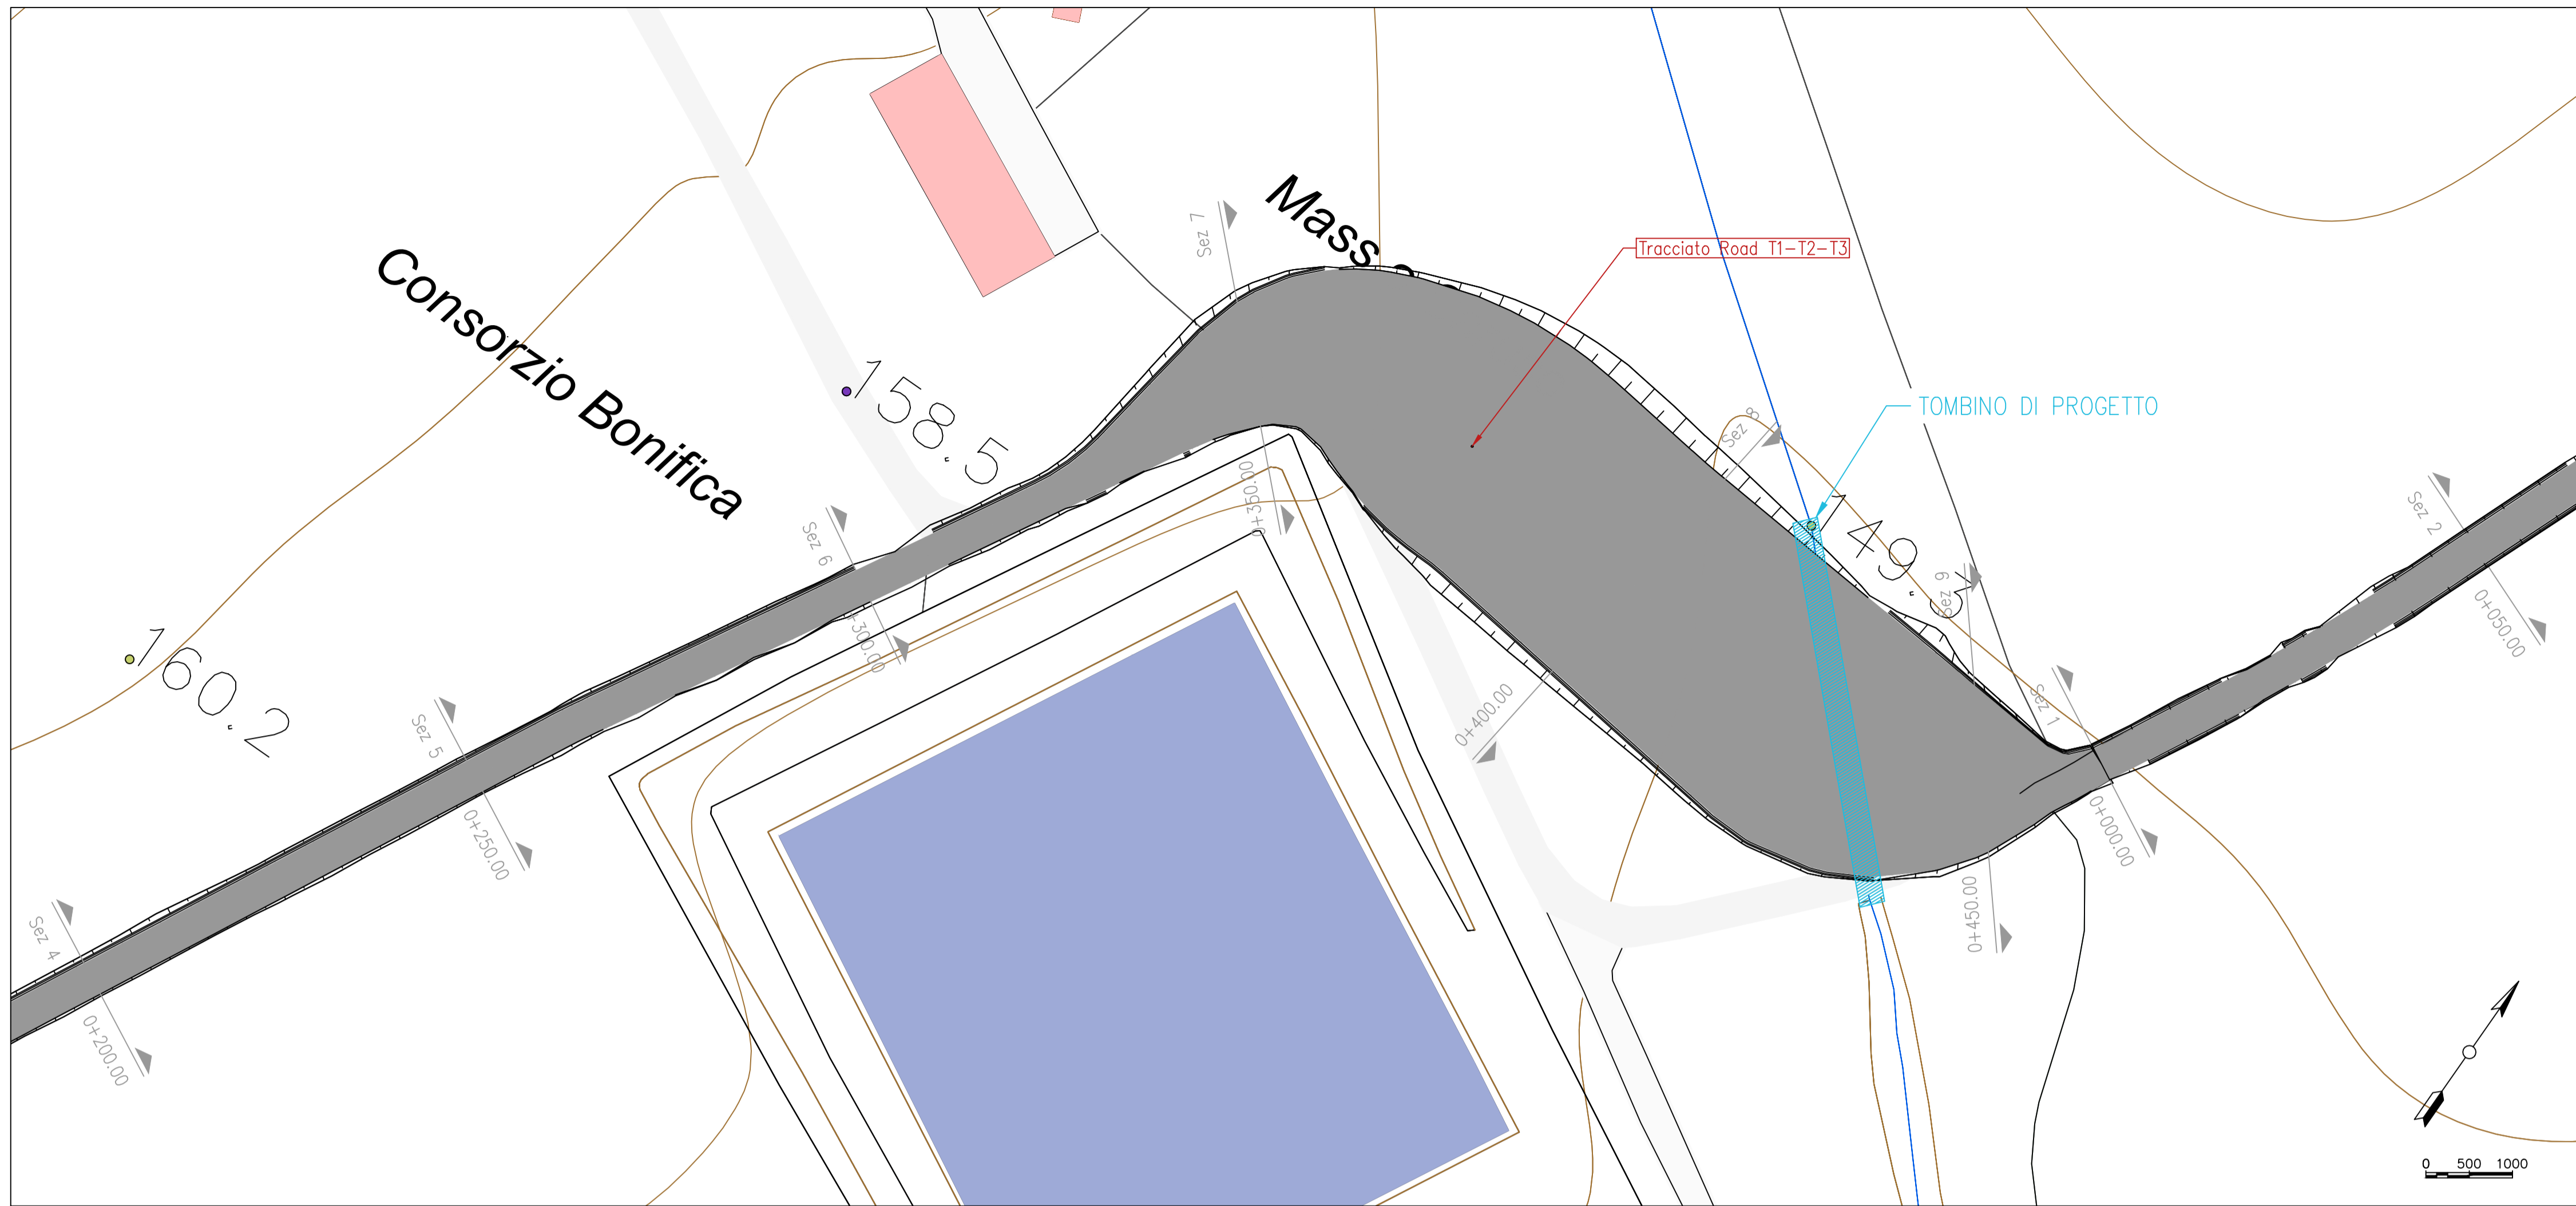 Consorzio Bonifica
Mass
Tracciato Road T1-T2-T3
TOMBINO DI PROGETTO
158.5
160.2
Sez 7
0+350.00
Sez 8
0+400.00
Sez 9
0+450.00
Sez 6
+300.00
Sez 5
0+250.00
Sez 4
0+200.00
Sez 2
0+050.00
Sez 1
0+000.00
0 500 1000